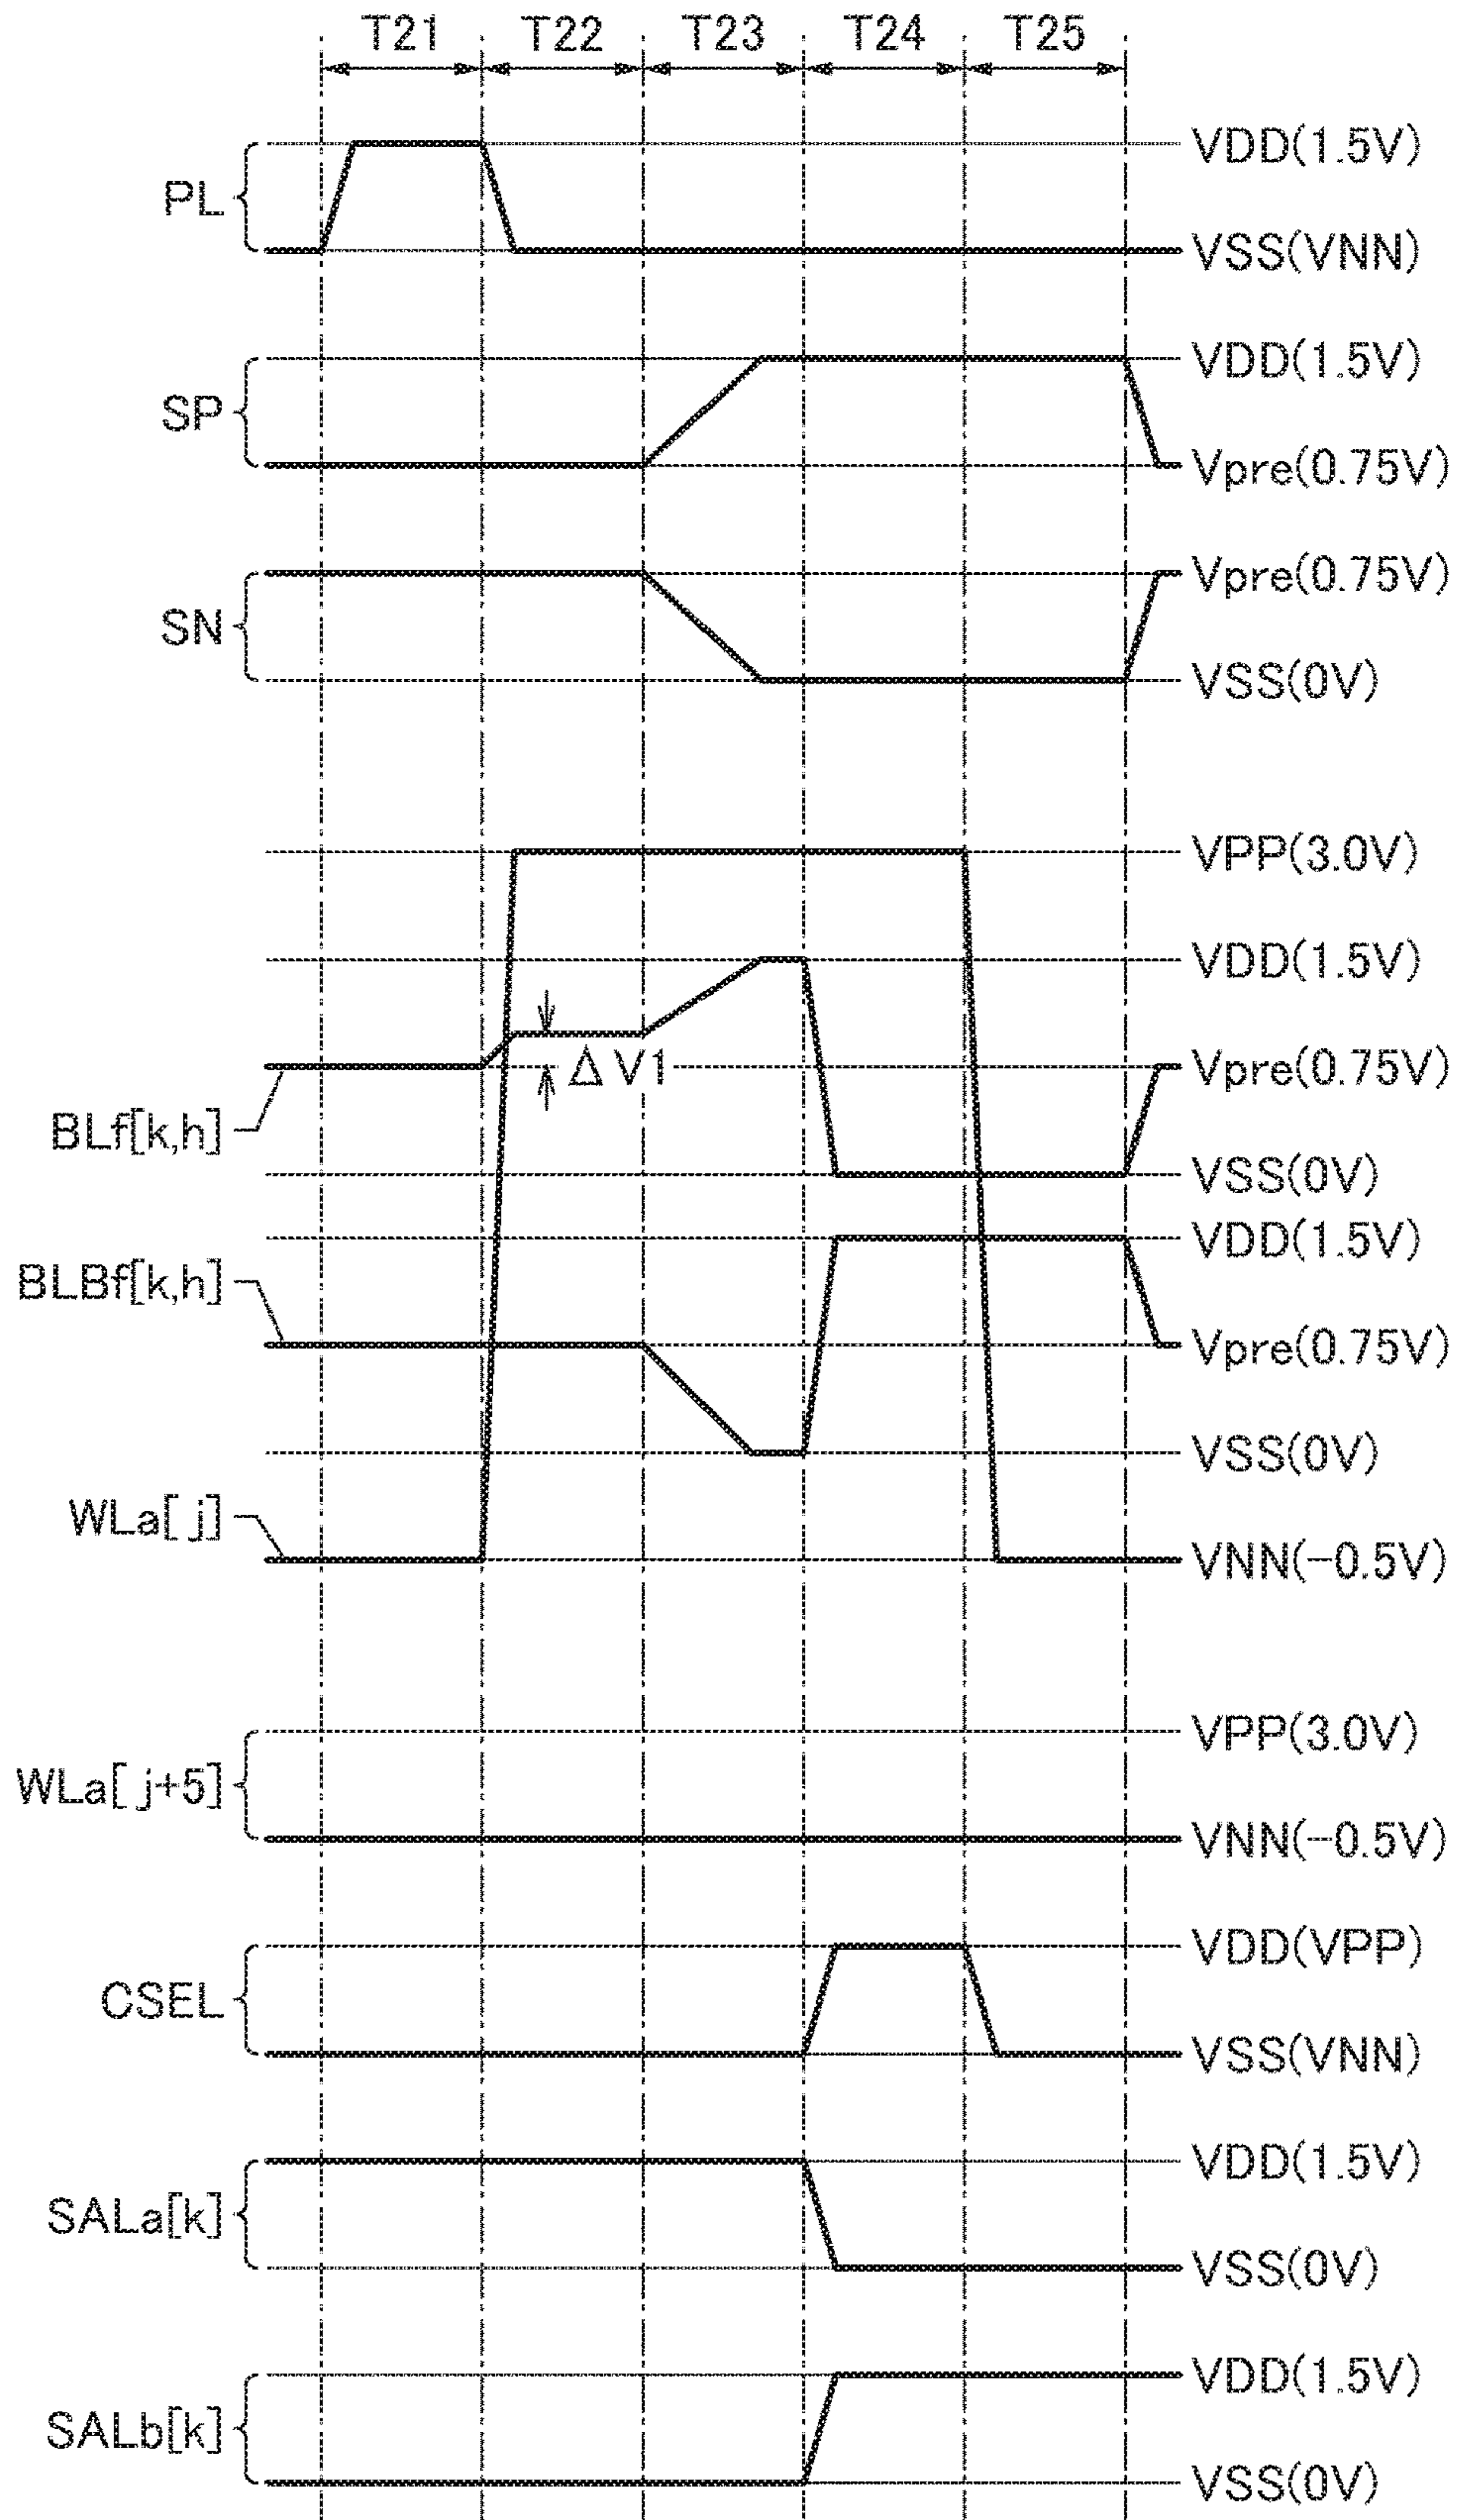 T21 T22 T23 T24 T25
PL
VDD(1.5V)
VSS(VNN)
SP
VDD(1.5V)
Vpre(0.75V)
SN
Vpre(0.75V)
VSS(0V)
VPP(3.0V)
VDD(1.5V)
ΔV1
Vpre(0.75V)
BLf[k,h]
VSS(0V)
VDD(1.5V)
BLBf[k,h]
Vpre(0.75V)
VSS(0V)
WLa[j]
VNN(-0.5V)
VPP(3.0V)
WLa[j+5]
VNN(-0.5V)
VDD(VPP)
CSEL
VSS(VNN)
VDD(1.5V)
SALa[k]
VSS(0V)
VDD(1.5V)
SALb[k]
VSS(0V)